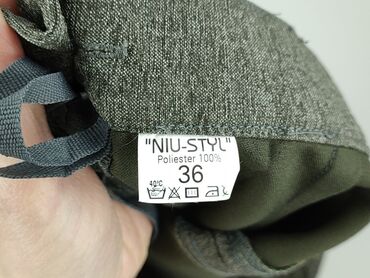 "NIU-STYL"
Poliester 100%
36
40°C